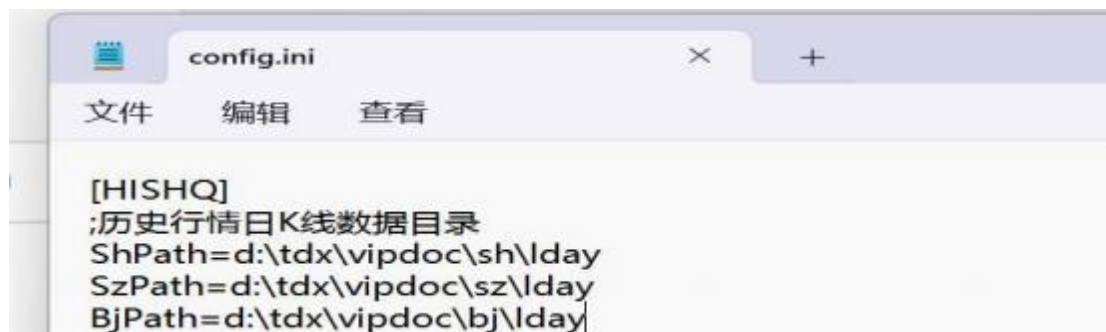 config.ini
文件 编辑 查看
[HISHQ]
;历史行情日K线数据目录
ShPath=d:\tdx\vipdoc\sh\lday
SzPath=d:\tdx\vipdoc\sz\lday
BjPath=d:\tdx\vipdoc\bj\lday